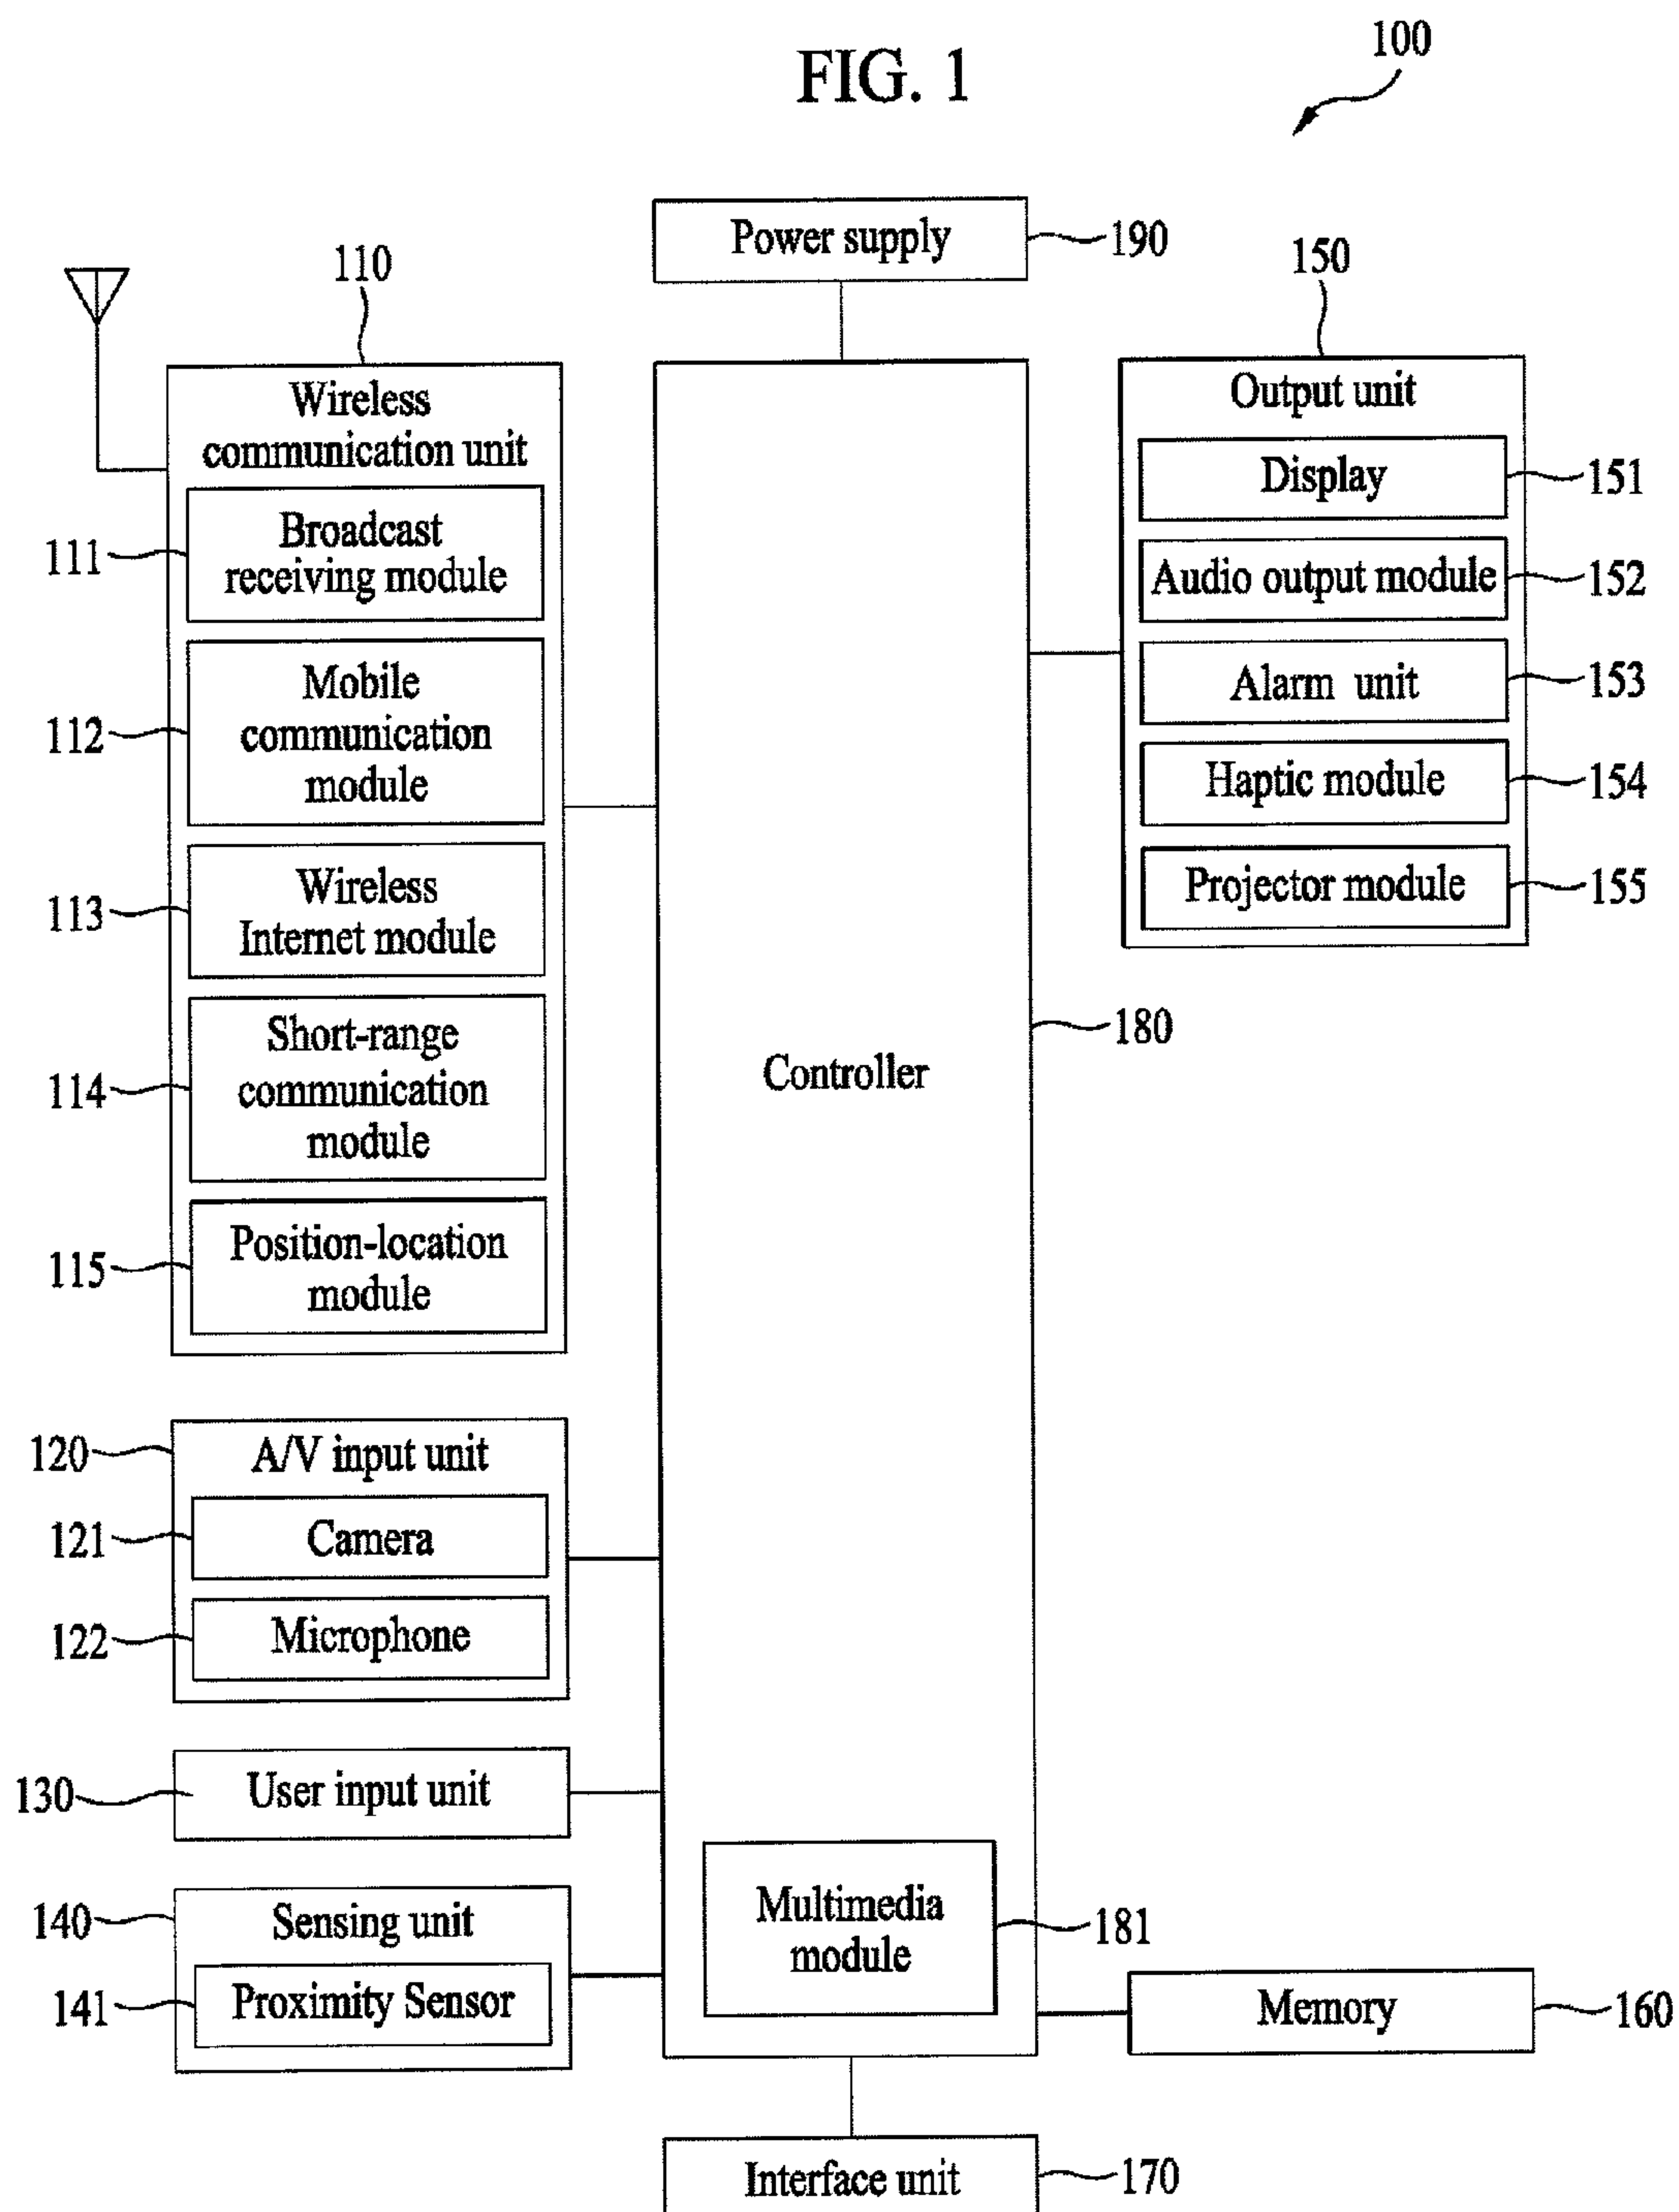 FIG. 1
100
Power supply
190
110
Wireless
communication unit
111
Broadcast
receiving module
112
Mobile
communication
module
113
Wireless
Internet module
114
Short-range
communication
module
115
Position-location
module
120
A/V input unit
121
Camera
122
Microphone
130
User input unit
140
Sensing unit
141
Proximity Sensor
Controller
180
Multimedia
module
181
150
Output unit
Display
151
Audio output module
152
Alarm unit
153
Haptic module
154
Projector module
155
Memory
160
Interface unit
170